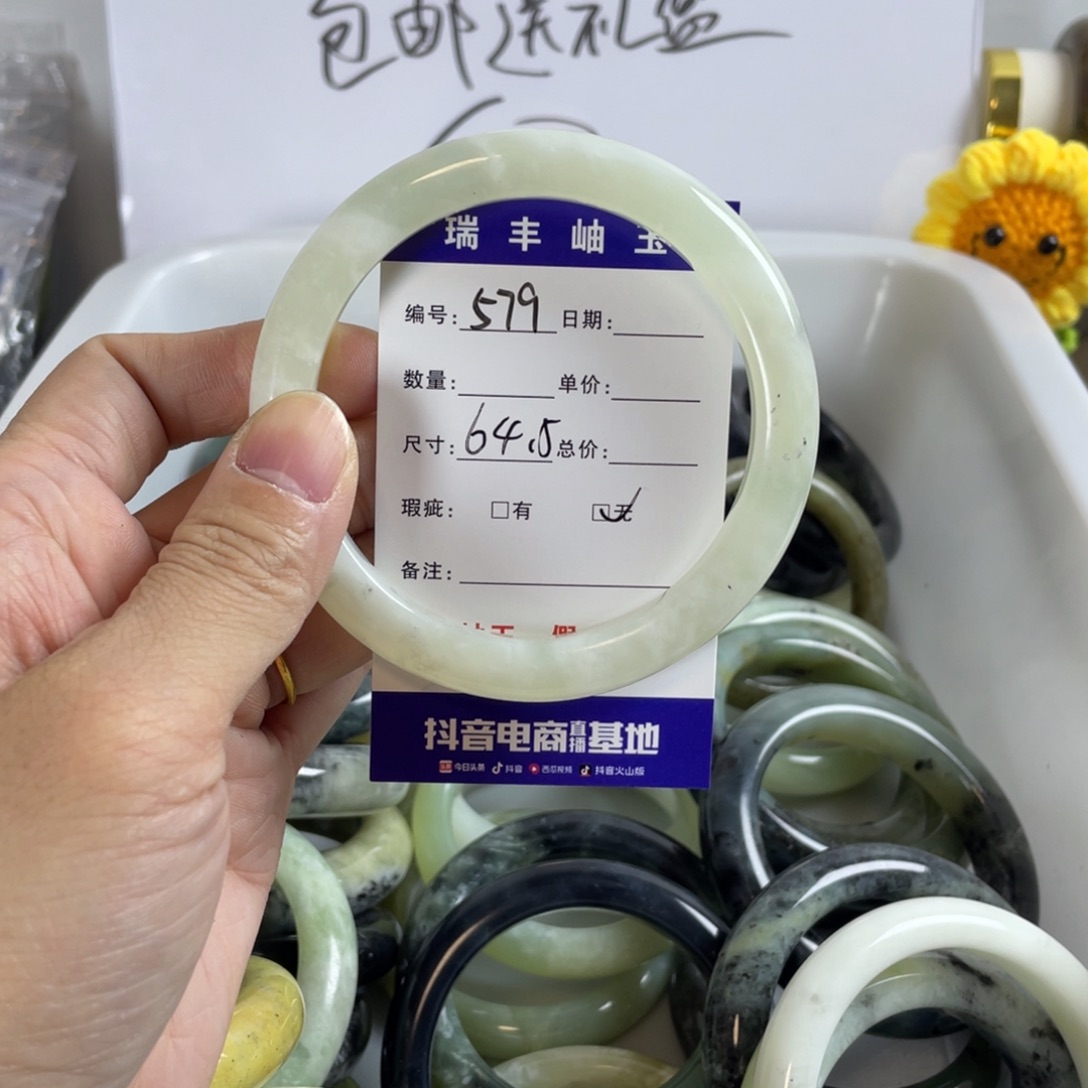 包邮送礼盒
瑞丰岫玉
编号:579 日期:
数量: 单价:
尺寸:64.5 总价:
瑕疵: □有 ☑无
备注:
假
抖音电商直播基地
今日头条 抖音 西瓜视频 抖音火山版